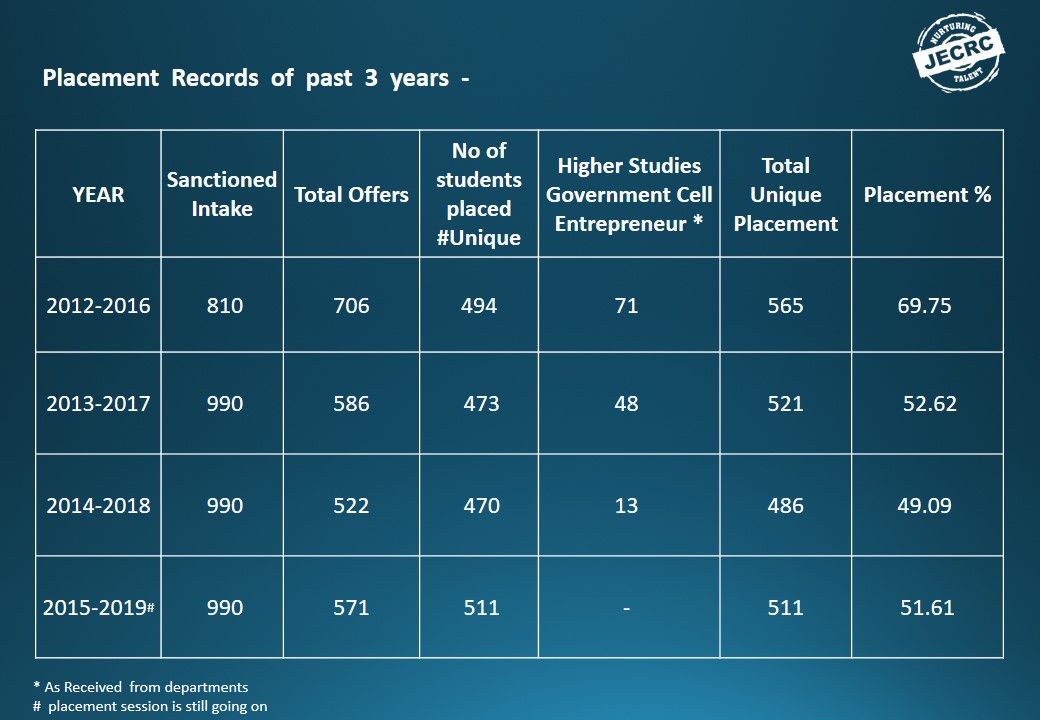 NURTURING
JECRC
TALENT
Placement Records of past 3 years -
YEAR
Sanctioned
Intake
Total Offers
No of
students
placed
#Unique
Higher Studies
Government Cell
Entrepreneur *
Total
Unique
Placement
Placement %
2012-2016 810 706 494 71 565 69.75
2013-2017 990 586 473 48 521 52.62
2014-2018 990 522 470 13 486 49.09
2015-2019# 990 571 511 - 511 51.61
* As Received from departments
# placement session is still going on